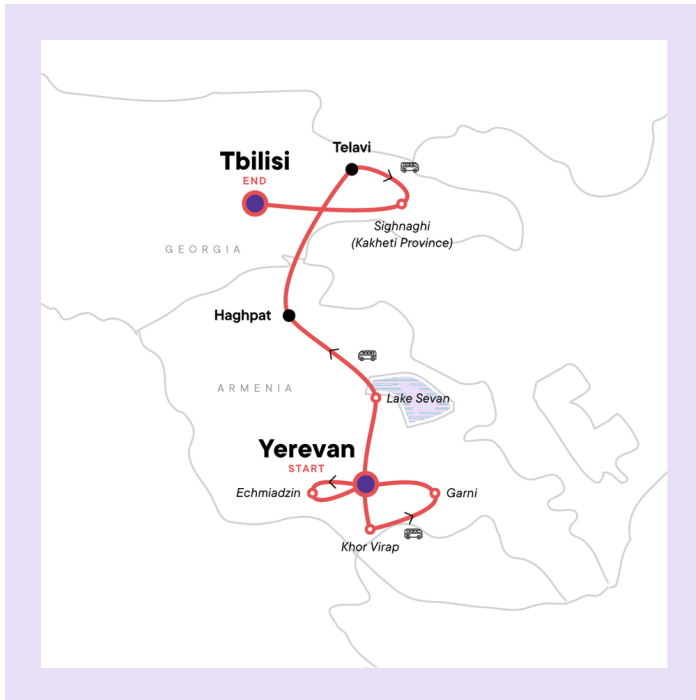 Telavi
Tbilisi
END
Sighnaghi
(Kakheti Province)
GEORGIA
Haghpat
ARMENIA
Lake Sevan
Yerevan
START
Echmiadzin
Garni
Khor Virap